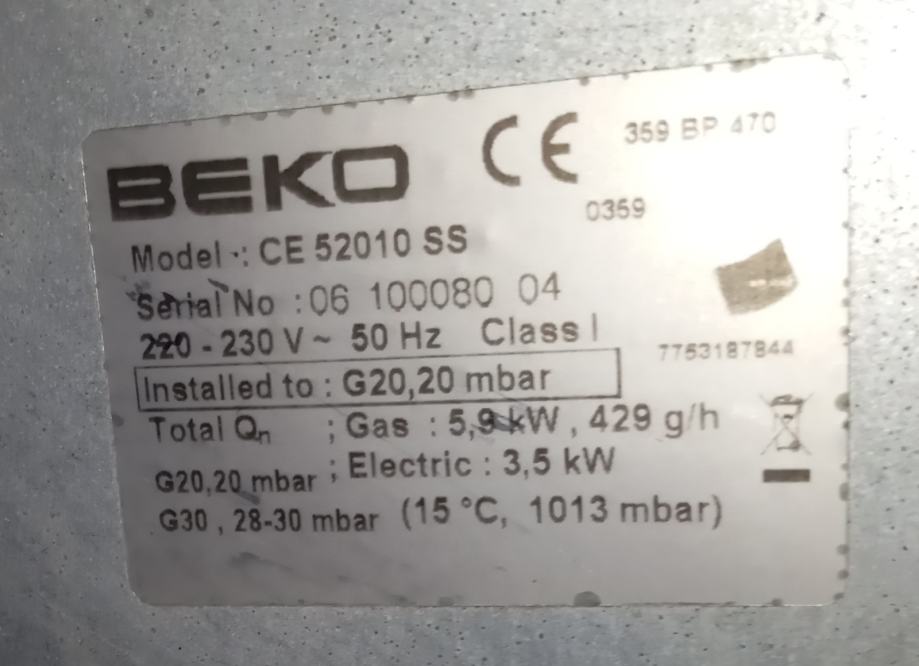 BEKO CE 359 BP 470
0359
Model : CE 52010 SS
Serial No : 06 100080 04
220 - 230 V ~ 50 Hz Class I
7753187844
Installed to : G20,20 mbar
Total Qn ; Gas : 5,9 kW , 429 g/h
; Electric : 3,5 kW
G20,20 mbar
G30 , 28-30 mbar (15 °C, 1013 mbar)